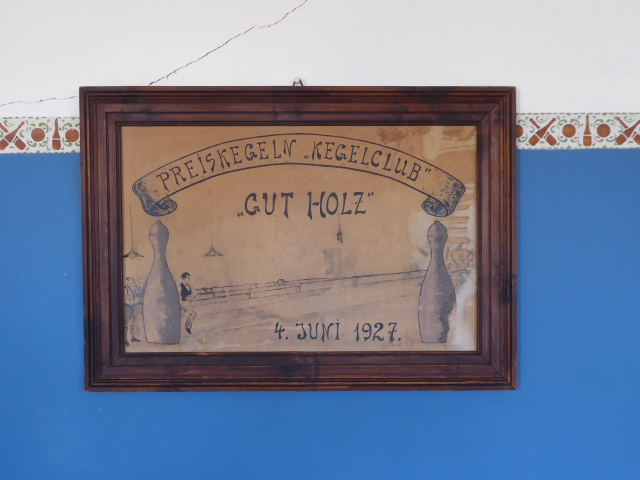 PREISKEGELN „KEGELCLUB”
„GUT HOLZ”
4. JUNI 1927.